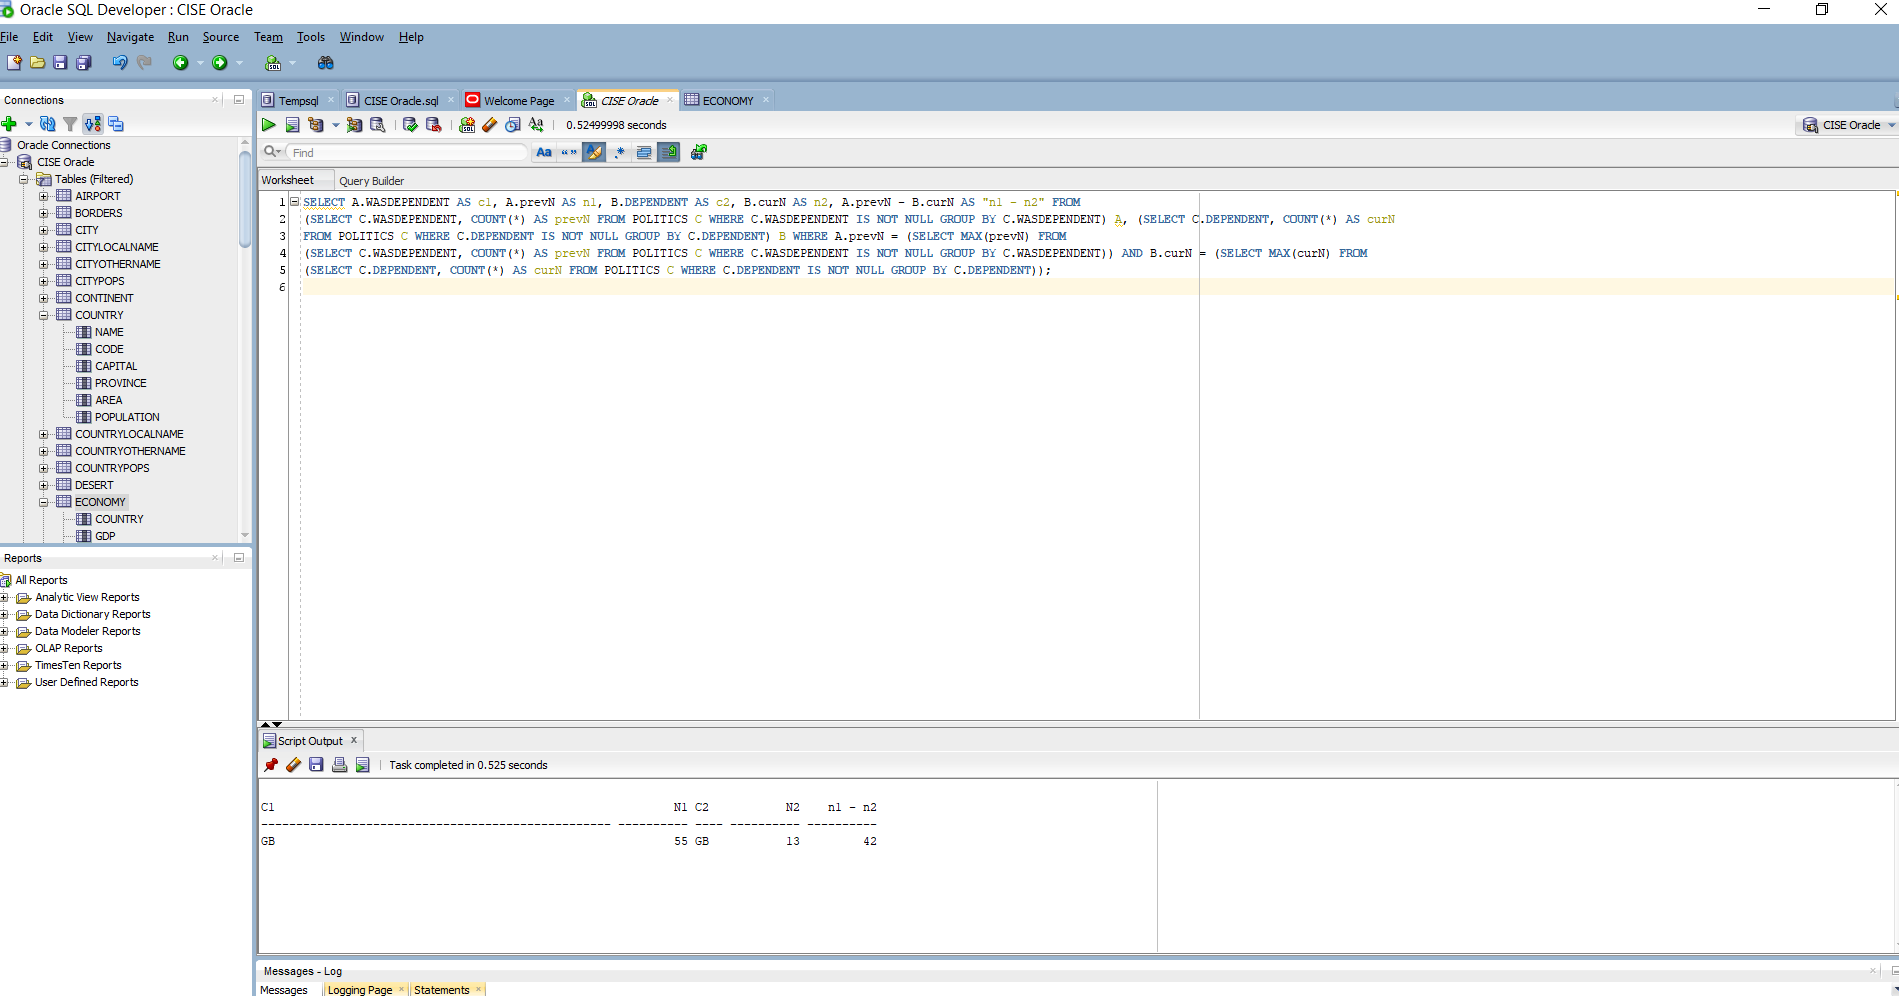 Oracle SQL Developer : CISE Oracle
File Edit View Navigate Run Source Team Tools Window Help
Connections
Oracle Connections
CISE Oracle
Tables (Filtered)
AIRPORT
BORDERS
CITY
CITYLOCALNAME
CITYOTHERNAME
CITYPOPS
CONTINENT
COUNTRY
NAME
CODE
CAPITAL
PROVINCE
AREA
POPULATION
COUNTRYLOCALNAME
COUNTRYOTHERNAME
COUNTRYPOPS
DESERT
ECONOMY
COUNTRY
GDP
Reports
All Reports
Analytic View Reports
Data Dictionary Reports
Data Modeler Reports
OLAP Reports
TimesTen Reports
User Defined Reports
Tempsql CISE Oracle.sql Welcome Page CISE Oracle ECONOMY
0.52499998 seconds
CISE Oracle
Find
Worksheet Query Builder
1 SELECT A.WASDEPENDENT AS c1, A.prevN AS n1, B.DEPENDENT AS c2, B.curN AS n2, A.prevN - B.curN AS "n1 - n2" FROM
2 (SELECT C.WASDEPENDENT, COUNT(*) AS prevN FROM POLITICS C WHERE C.WASDEPENDENT IS NOT NULL GROUP BY C.WASDEPENDENT) A, (SELECT C.DEPENDENT, COUNT(*) AS curN
3 FROM POLITICS C WHERE C.DEPENDENT IS NOT NULL GROUP BY C.DEPENDENT) B WHERE A.prevN = (SELECT MAX(prevN) FROM
4 (SELECT C.WASDEPENDENT, COUNT(*) AS prevN FROM POLITICS C WHERE C.WASDEPENDENT IS NOT NULL GROUP BY C.WASDEPENDENT)) AND B.curN = (SELECT MAX(curN) FROM
5 (SELECT C.DEPENDENT, COUNT(*) AS curN FROM POLITICS C WHERE C.DEPENDENT IS NOT NULL GROUP BY C.DEPENDENT));
6
Script Output
Task completed in 0.525 seconds
C1 N1 C2 N2 n1 - n2
-------------------------------------------------- ---------- ---- ---------- ----------
GB 55 GB 13 42
Messages - Log
Messages Logging Page Statements